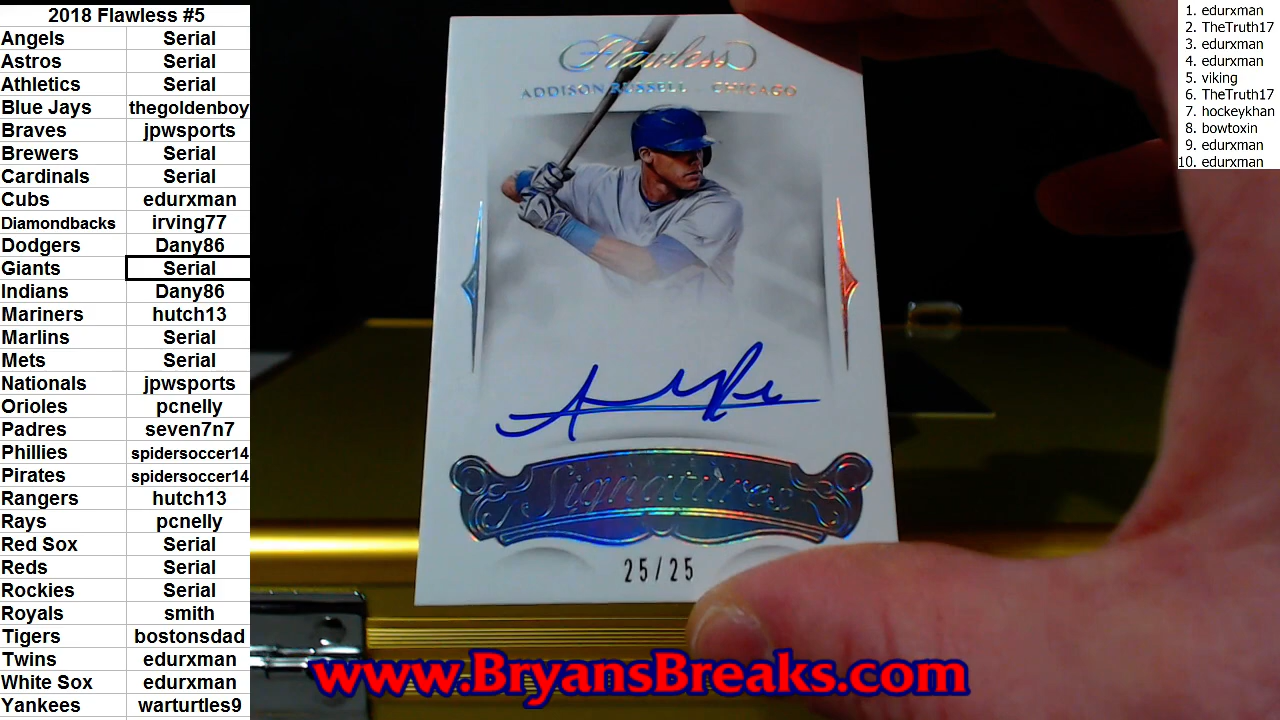 2018 Flawless #5
Angels Serial
Astros Serial
Athletics Serial
Blue Jays thegoldenboy
Braves jpwsports
Brewers Serial
Cardinals Serial
Cubs edurxman
Diamondbacks irving77
Dodgers Dany86
Giants Serial
Indians Dany86
Mariners hutch13
Marlins Serial
Mets Serial
Nationals jpwsports
Orioles pcnelly
Padres seven7n7
Phillies spidersoccer14
Pirates spidersoccer14
Rangers hutch13
Rays pcnelly
Red Sox Serial
Reds Serial
Rockies Serial
Royals smith
Tigers bostonsdad
Twins edurxman
White Sox edurxman
Yankees warturtles9
Flawless
ADDISON RUSSELL CHICAGO
Signatures
25/25
www.BryansBreaks.com
1. edurxman
2. TheTruth17
3. edurxman
4. edurxman
5. viking
6. TheTruth17
7. hockeykhan
8. bowtoxin
9. edurxman
10. edurxman